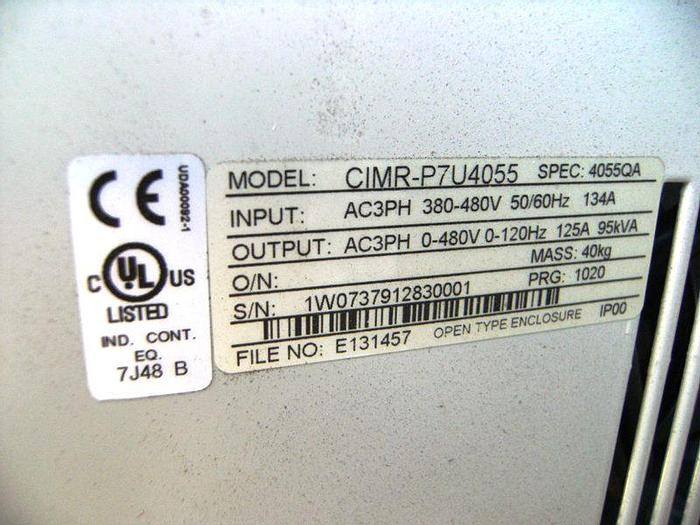 CE
UDA00092-1
C UL US
LISTED
IND. CONT.
EQ.
7J48 B
MODEL: CIMR-P7U4055 SPEC: 4055QA
INPUT: AC3PH 380-480V 50/60Hz 134A
OUTPUT: AC3PH 0-480V 0-120Hz 125A 95kVA
MASS: 40kg
O/N:
PRG: 1020
S/N: 1W0737912830001
FILE NO: E131457 OPEN TYPE ENCLOSURE IP00